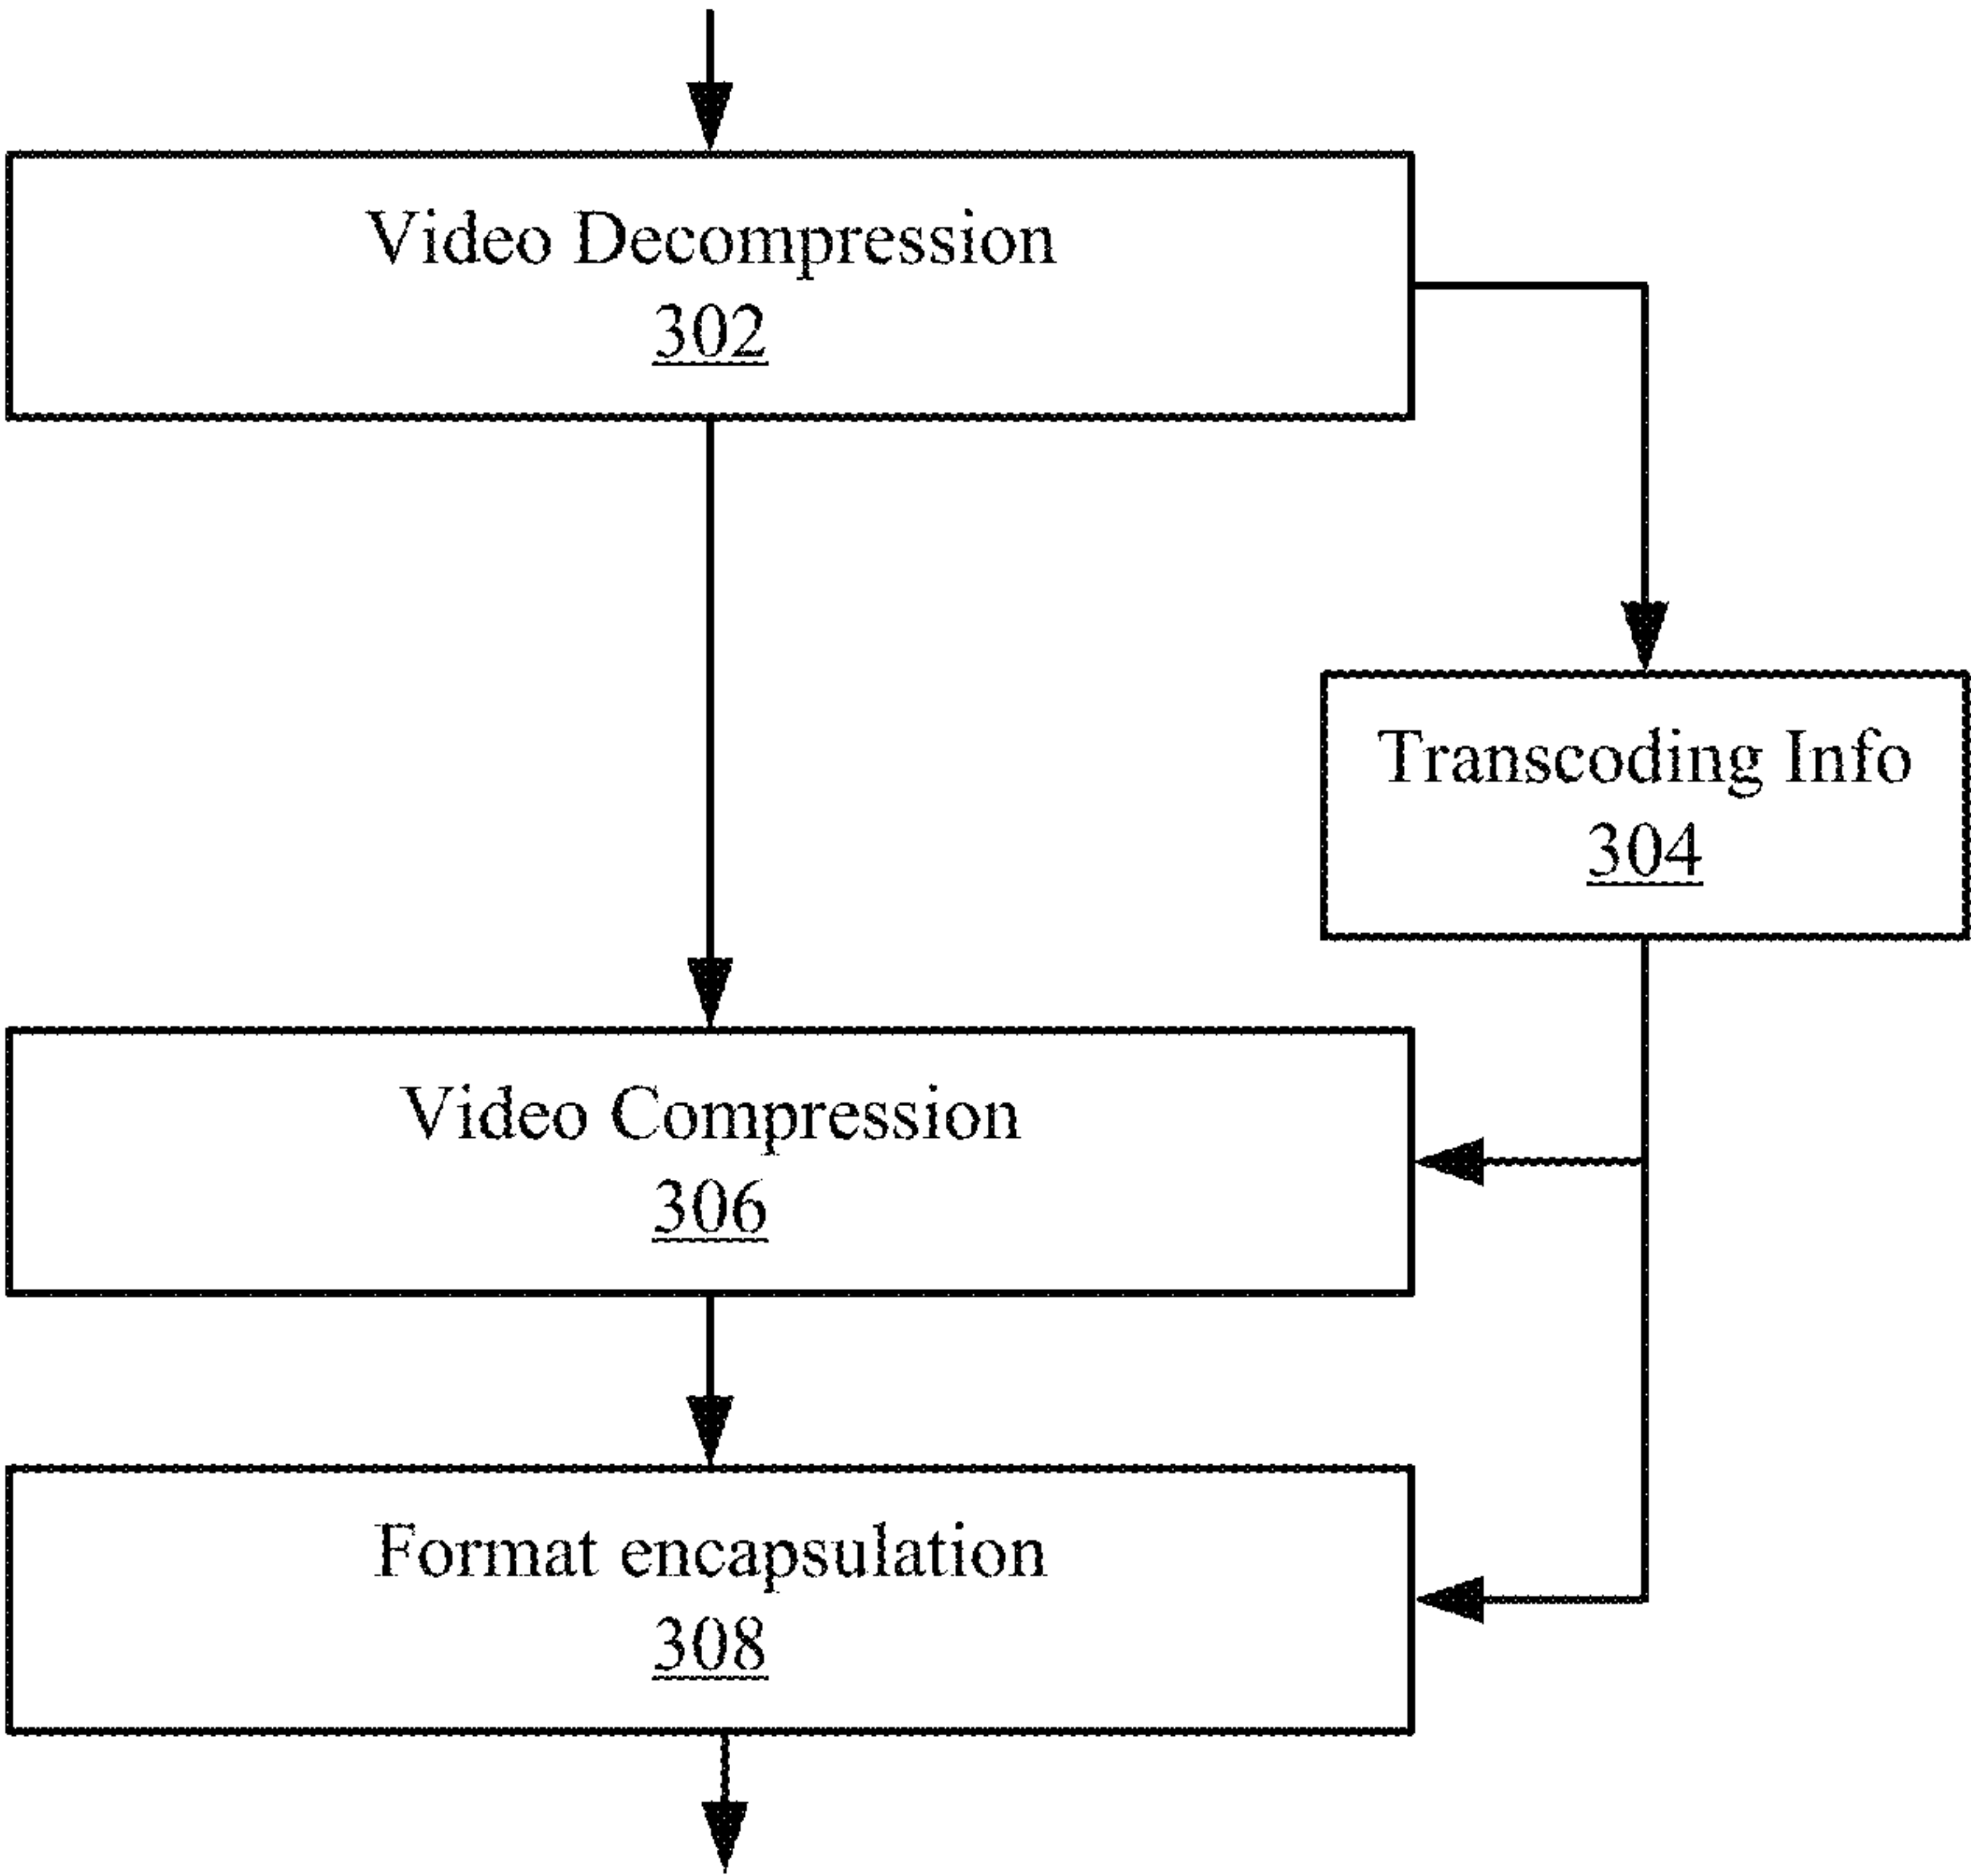 Video Decompression
302
Transcoding Info
304
Video Compression
306
Format encapsulation
308